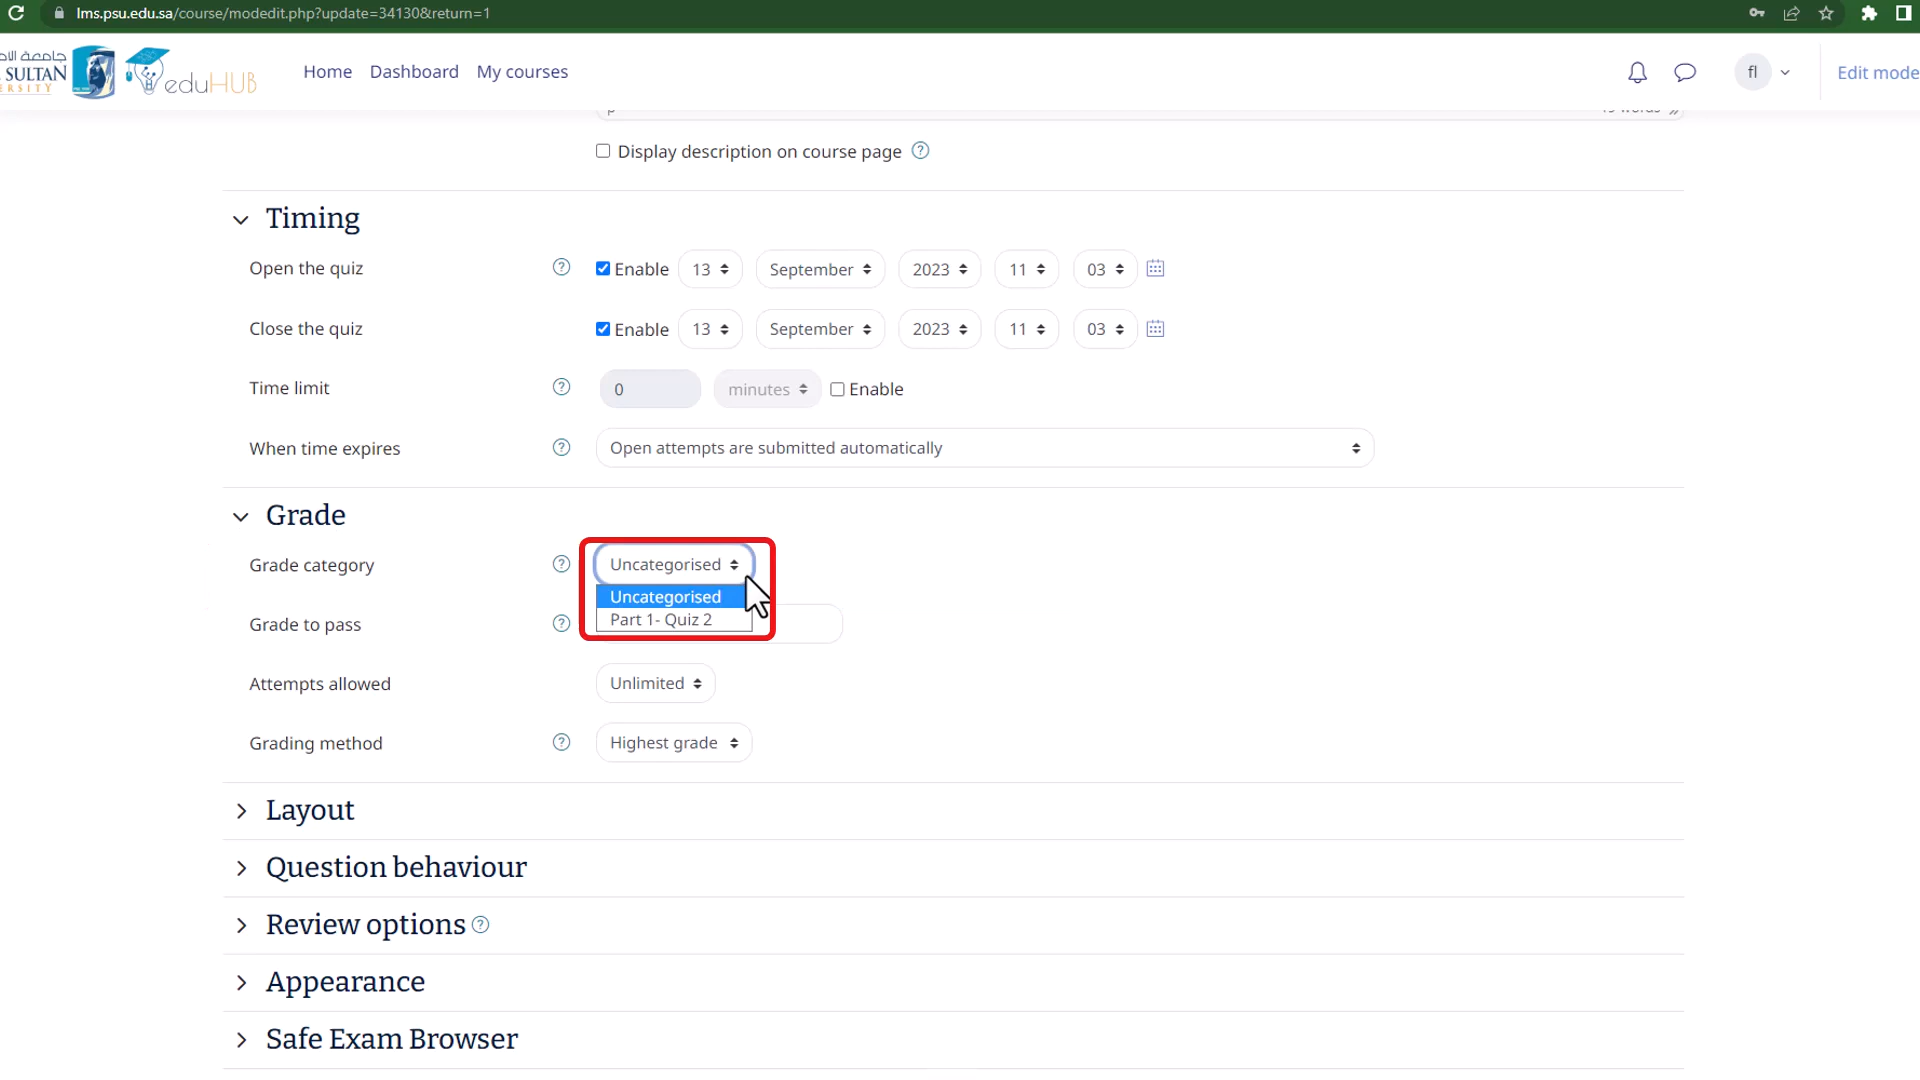 lms.psu.edu.sa/course/modedit.php?update=34130&return=1
SULTAN
ERSITY
eduHUB
Home Dashboard My courses
fl
Edit mode
Display description on course page
Timing
Open the quiz
Enable 13 September 2023 11 03
Close the quiz
Enable 13 September 2023 11 03
Time limit
0 minutes Enable
When time expires
Open attempts are submitted automatically
Grade
Grade category
Uncategorised
Uncategorised
Part 1- Quiz 2
Grade to pass
Attempts allowed
Unlimited
Grading method
Highest grade
Layout
Question behaviour
Review options
Appearance
Safe Exam Browser